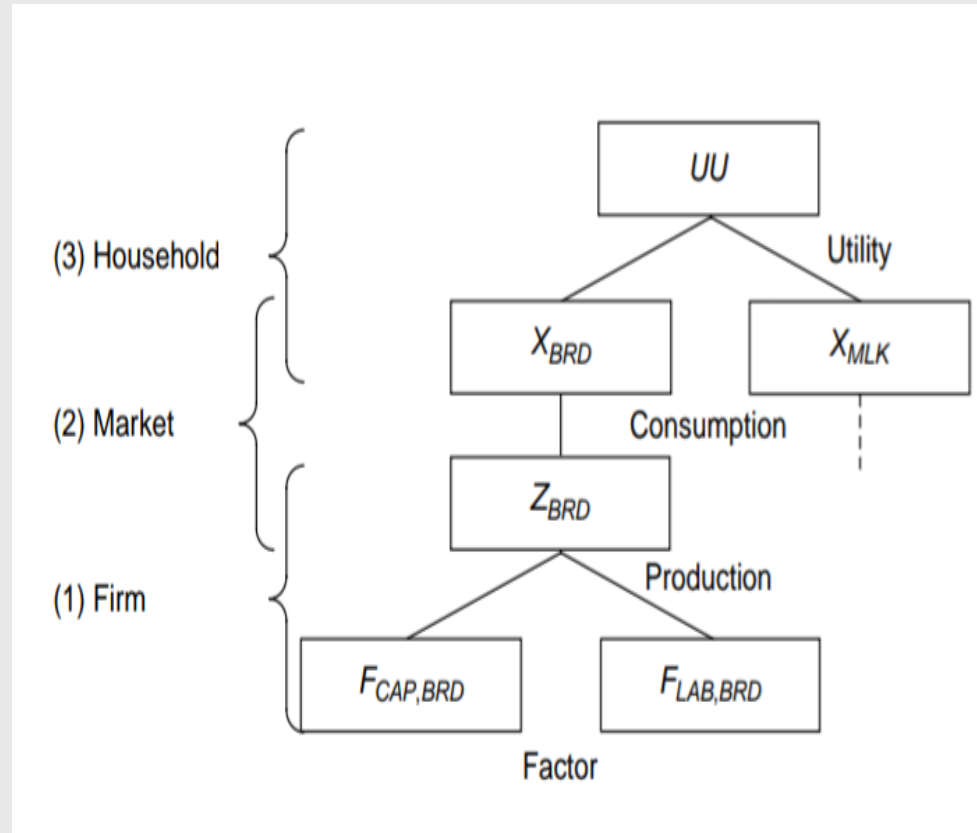 UU
(3) Household
Utility
X_BRD
X_MLK
(2) Market
Consumption
Z_BRD
(1) Firm
Production
F_CAP,BRD
F_LAB,BRD
Factor